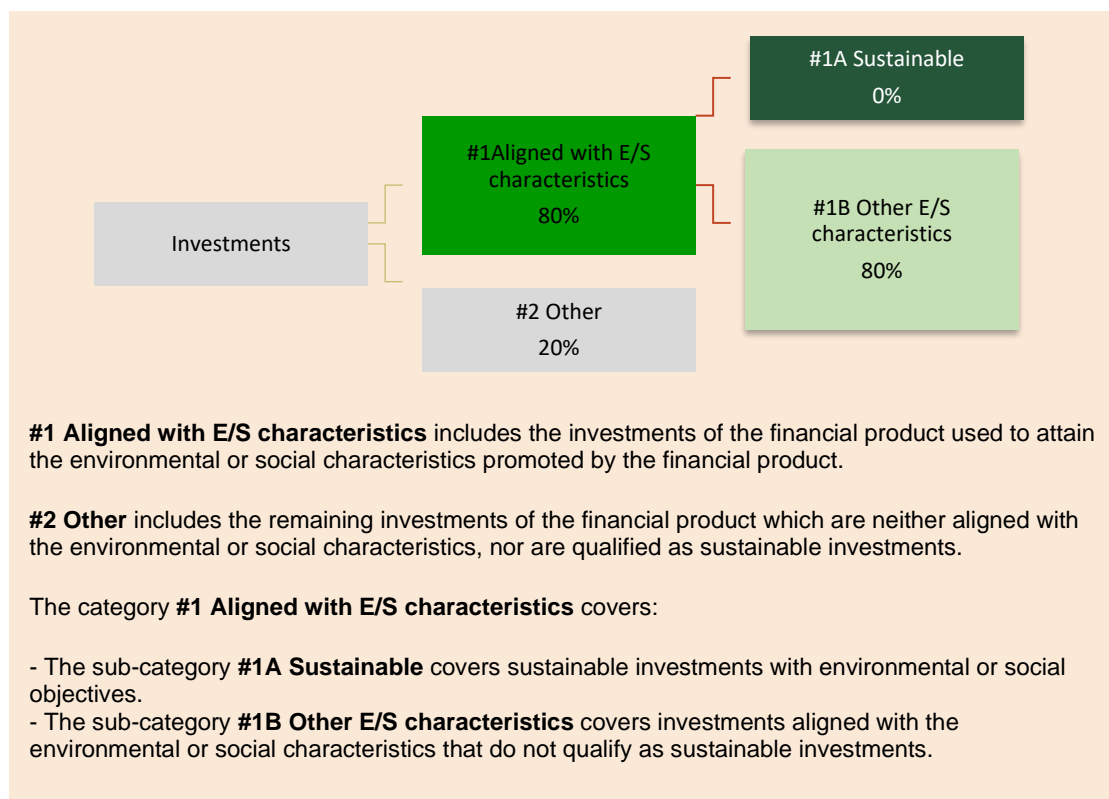 #1A Sustainable
0%
#1Aligned with E/S
characteristics
80%
#1B Other E/S
characteristics
80%
Investments
#2 Other
20%
#1 Aligned with E/S characteristics includes the investments of the financial product used to attain
the environmental or social characteristics promoted by the financial product.
#2 Other includes the remaining investments of the financial product which are neither aligned with
the environmental or social characteristics, nor are qualified as sustainable investments.
The category #1 Aligned with E/S characteristics covers:
- The sub-category #1A Sustainable covers sustainable investments with environmental or social
objectives.
- The sub-category #1B Other E/S characteristics covers investments aligned with the
environmental or social characteristics that do not qualify as sustainable investments.